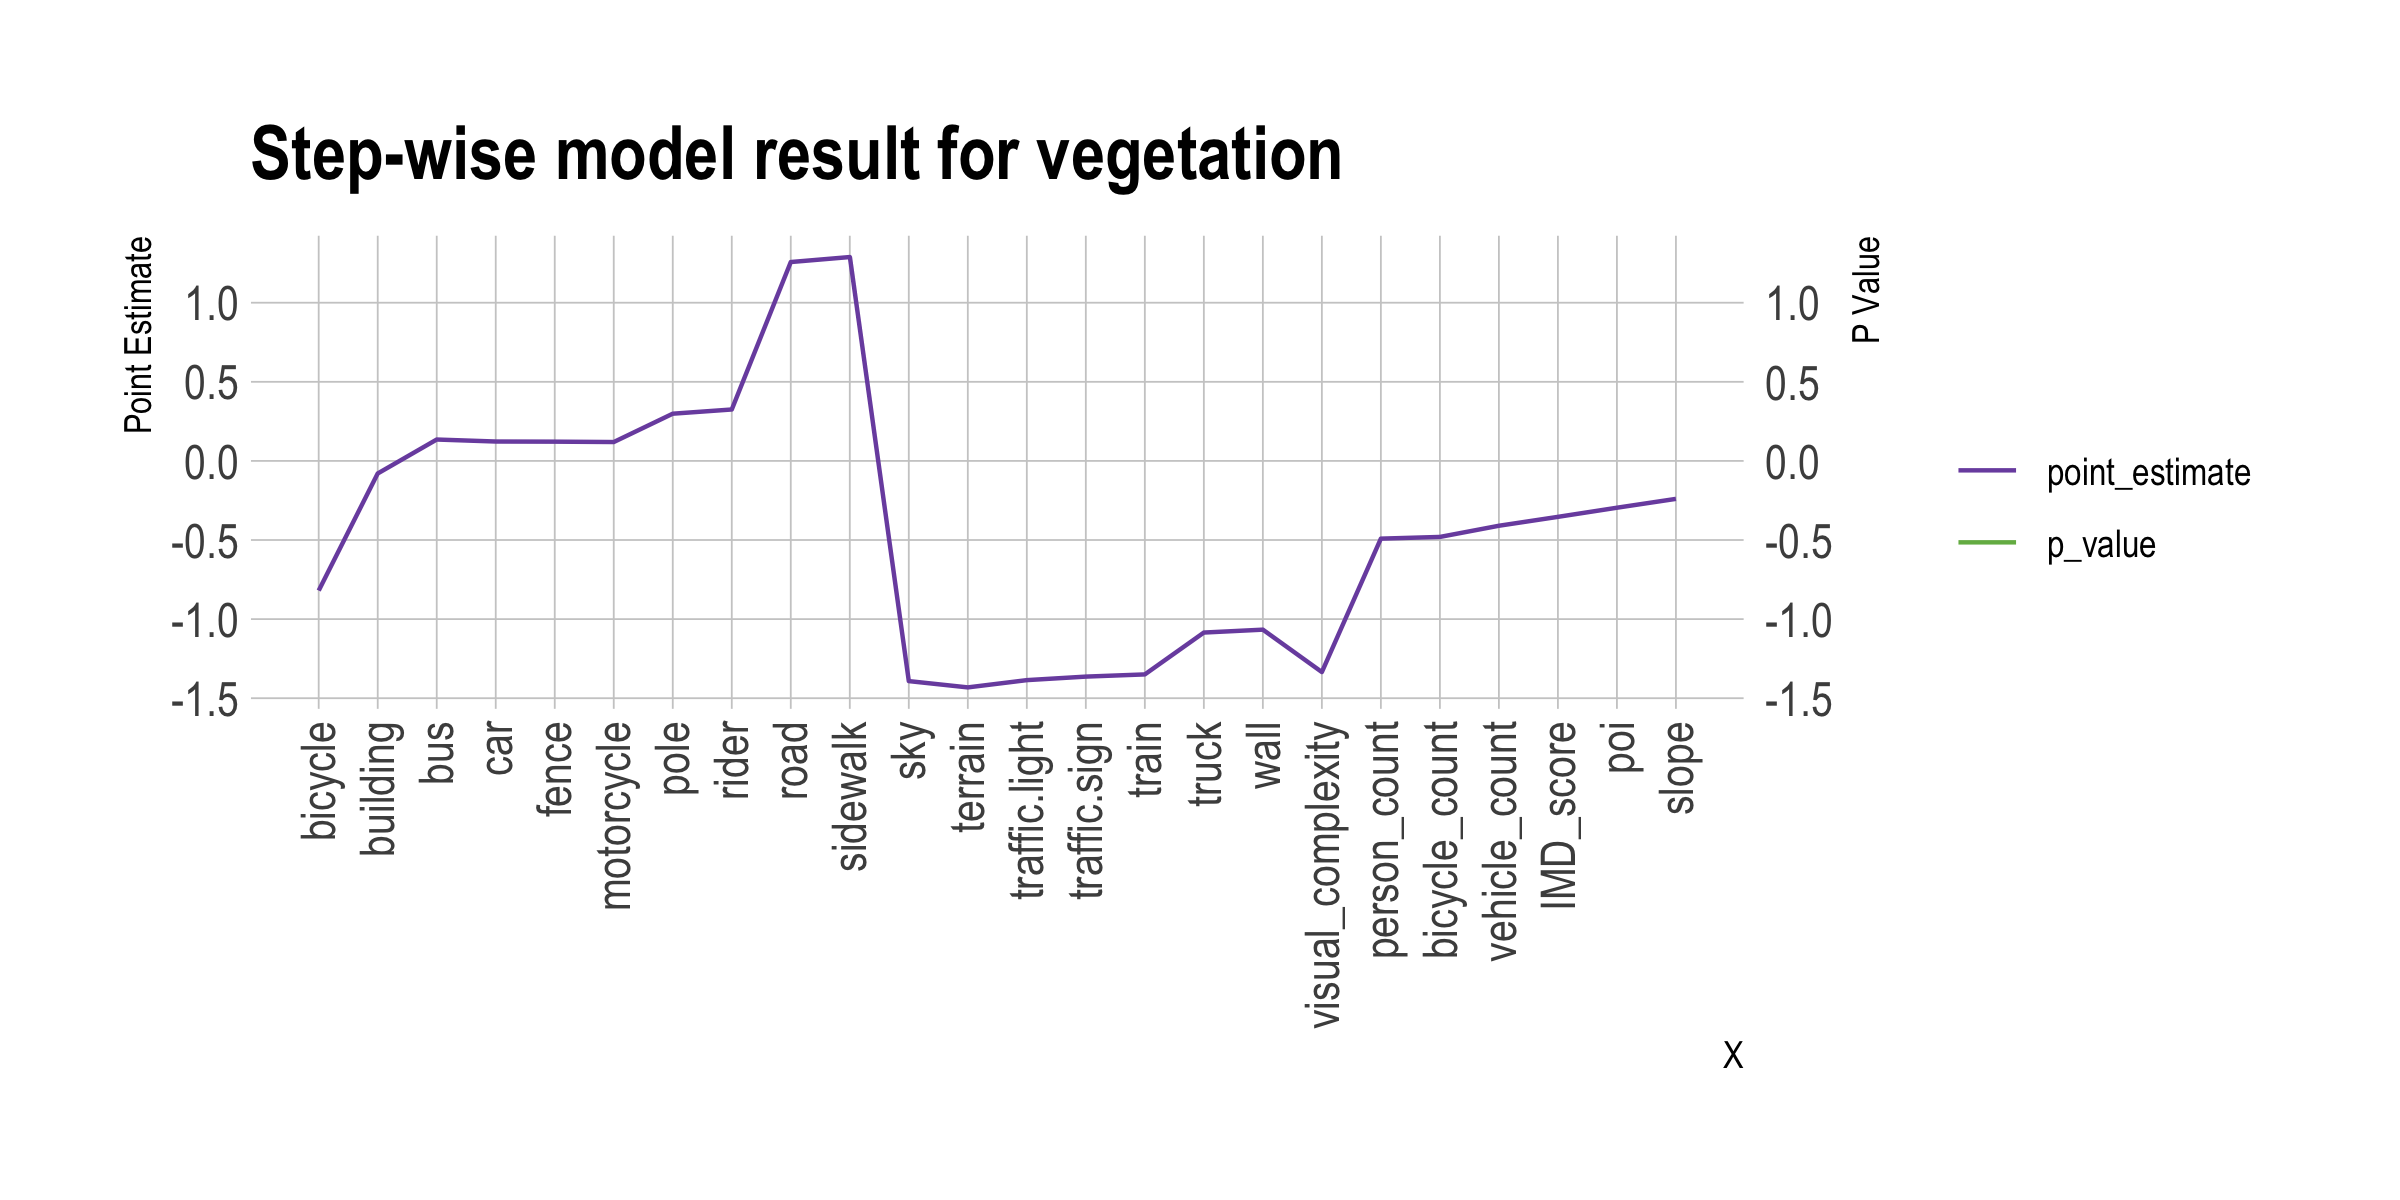 Step-wise model result for vegetation
Point Estimate
P Value
1.0
0.5
0.0
-0.5
-1.0
-1.5
1.0
0.5
0.0
-0.5
-1.0
-1.5
bicycle
building
bus
car
fence
motorcycle
pole
rider
road
sidewalk
sky
terrain
traffic.light
traffic.sign
train
truck
wall
visual_complexity
person_count
bicycle_count
vehicle_count
IMD_score
poi
slope
X
point_estimate
p_value